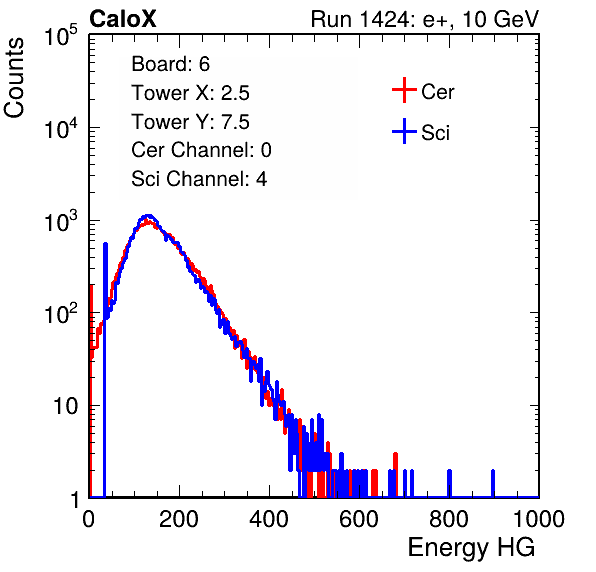 CaloX Run 1424: e+, 10 GeV
Counts
10^5
10^4
10^3
10^2
10
1
Board: 6
Tower X: 2.5
Tower Y: 7.5
Cer Channel: 0
Sci Channel: 4
Cer
Sci
0 200 400 600 800 1000
Energy HG